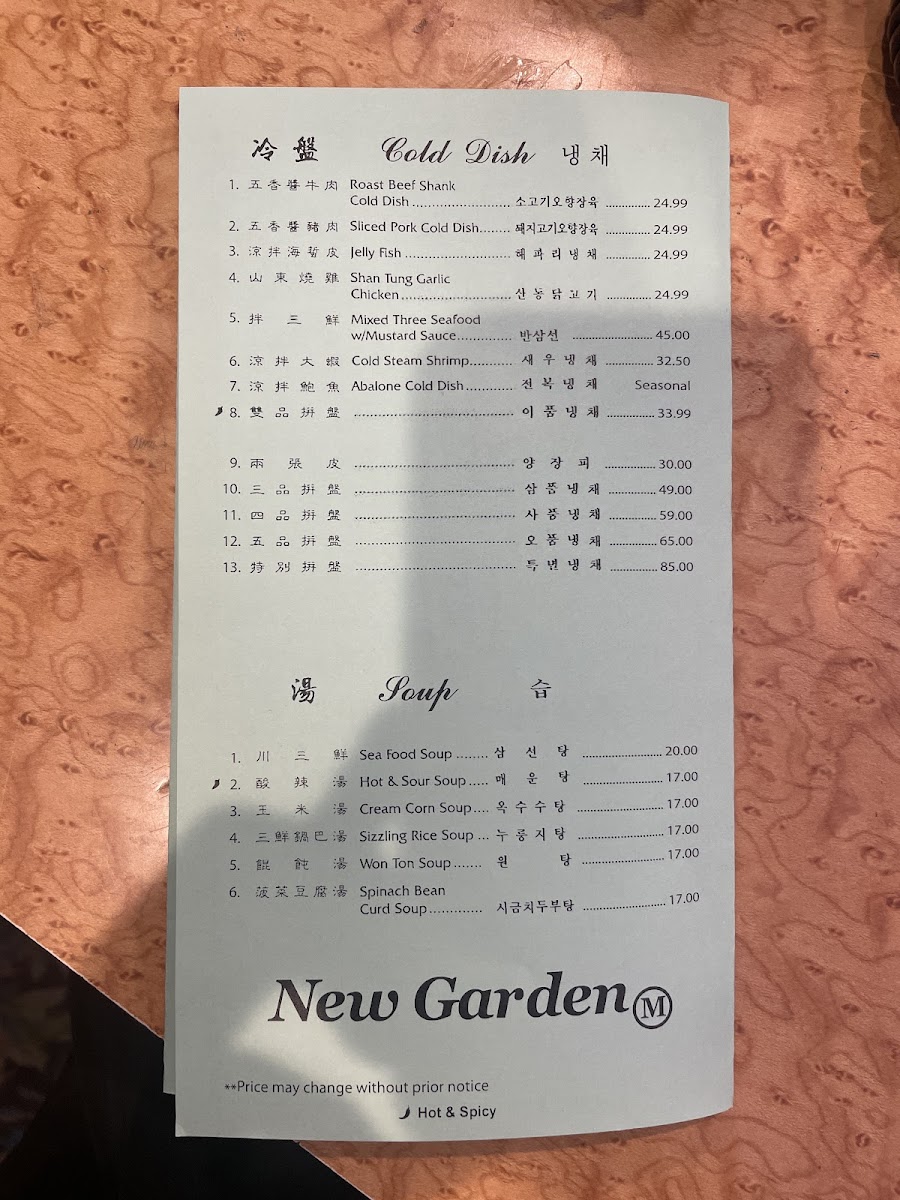 冷盤 Cold Dish 냉채
1. 五香醬牛肉 Roast Beef Shank
Cold Dish ........................ 소고기오향장육 .............. 24.99
2. 五香醬豬肉 Sliced Pork Cold Dish........ 돼지고기오향장육 .............. 24.99
3. 涼拌海蜇皮 Jelly Fish .......................... 해파리냉채 .............. 24.99
4. 山東燒雞 Shan Tung Garlic
Chicken........................... 산동닭고기 .............. 24.99
5. 拌三鮮 Mixed Three Seafood
w/Mustard Sauce.............. 반삼선 ......................... 45.00
6. 涼拌大蝦 Cold Steam Shrimp........... 새우냉채 ................ 32.50
7. 涼拌鮑魚 Abalone Cold Dish............ 전복냉채 Seasonal
8. 雙品拼盤 ........................................ 이품냉채 ............... 33.99
9. 兩張皮 ........................................ 양장피 ................ 30.00
10. 三品拼盤 ........................................ 삼품냉채 ............... 49.00
11. 四品拼盤 ........................................ 사품냉채 ............... 59.00
12. 五品拼盤 ........................................ 오품냉채 ............... 65.00
13. 特別拼盤 ........................................ 특면냉채 ............... 85.00
湯 Soup 습
1. 川三鮮 Sea Food Soup ........ 삼선탕 .................... 20.00
2. 酸辣湯 Hot & Sour Soup ..... 매운탕 .................... 17.00
3. 玉米湯 Cream Corn Soup.... 옥수수탕 ..................... 17.00
4. 三鮮鍋巴湯 Sizzling Rice Soup ... 누룽지탕 ..................... 17.00
5. 餛飩湯 Won Ton Soup ....... 원탕 .................... 17.00
6. 菠菜豆腐湯 Spinach Bean
Curd Soup............. 시금치두부탕 .................... 17.00
New Garden M
**Price may change without prior notice
Hot & Spicy